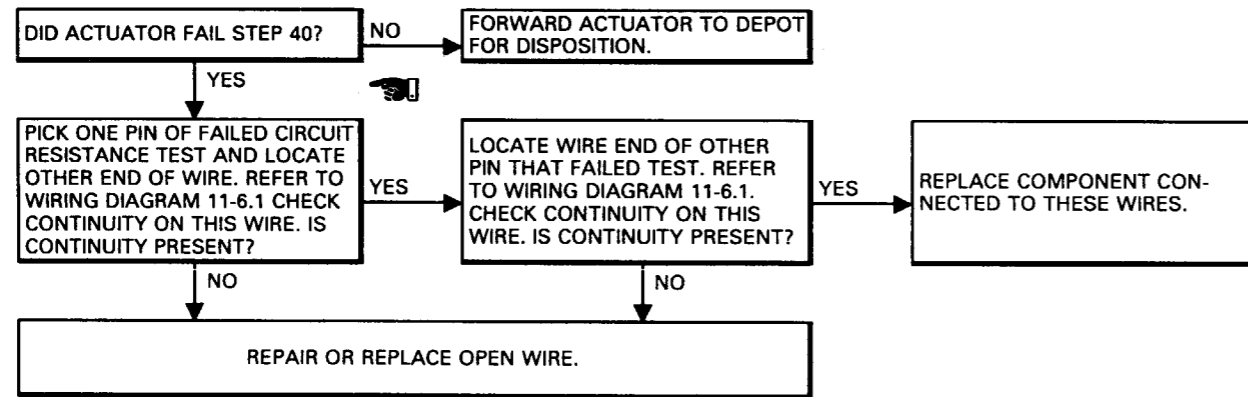 DID ACTUATOR FAIL STEP 40?
NO
FORWARD ACTUATOR TO DEPOT
FOR DISPOSITION.
YES
PICK ONE PIN OF FAILED CIRCUIT
RESISTANCE TEST AND LOCATE
OTHER END OF WIRE. REFER TO
WIRING DIAGRAM 11-6.1 CHECK
CONTINUITY ON THIS WIRE. IS
CONTINUITY PRESENT?
YES
LOCATE WIRE END OF OTHER
PIN THAT FAILED TEST. REFER
TO WIRING DIAGRAM 11-6.1.
CHECK CONTINUITY ON THIS
WIRE. IS CONTINUITY PRESENT?
YES
REPLACE COMPONENT CON-
NECTED TO THESE WIRES.
NO
NO
REPAIR OR REPLACE OPEN WIRE.